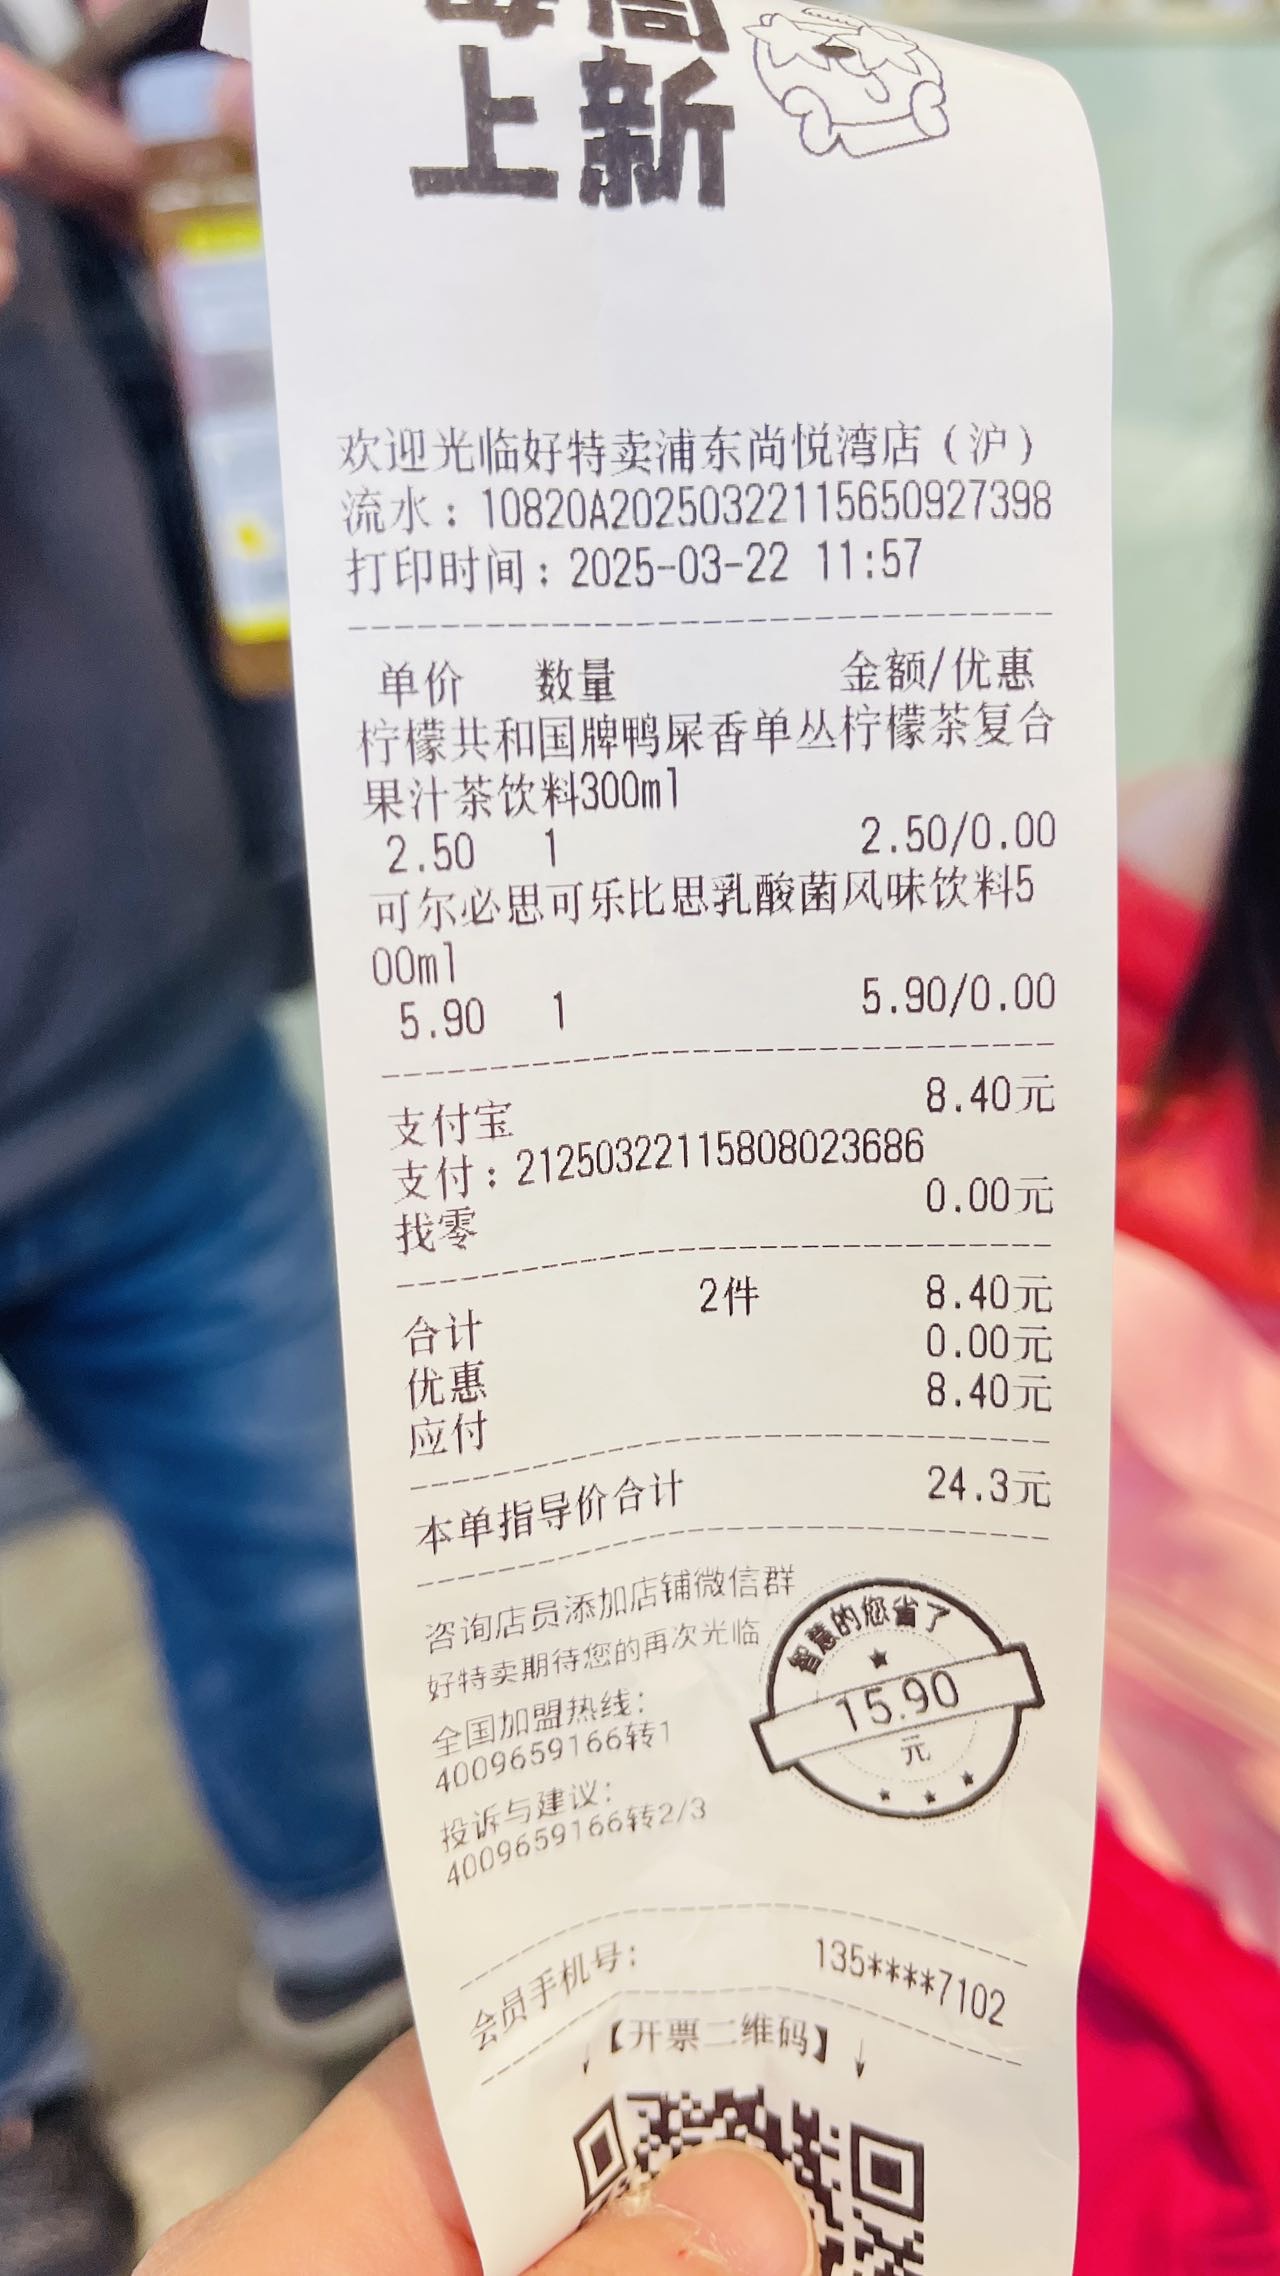 每周
上新
欢迎光临好特卖浦东尚悦湾店（沪）
流水：10820A20250322115650927398
打印时间：2025-03-22 11:57
单价 数量 金额/优惠
柠檬共和国牌鸭屎香单丛柠檬茶复合
果汁茶饮料300ml
2.50 1 2.50/0.00
可尔必思可乐比思乳酸菌风味饮料5
00ml
5.90 1 5.90/0.00
支付宝 8.40元
支付：21250322115808023686
找零 0.00元
合计 2件 8.40元
优惠 0.00元
应付 8.40元
本单指导价合计 24.3元
咨询店员添加店铺微信群
好特卖期待您的再次光临
全国加盟热线：
4009659166转1
投诉与建议：
4009659166转2/3
智慧的您省了
15.90
元
会员手机号： 135****7102
↓【开票二维码】↓